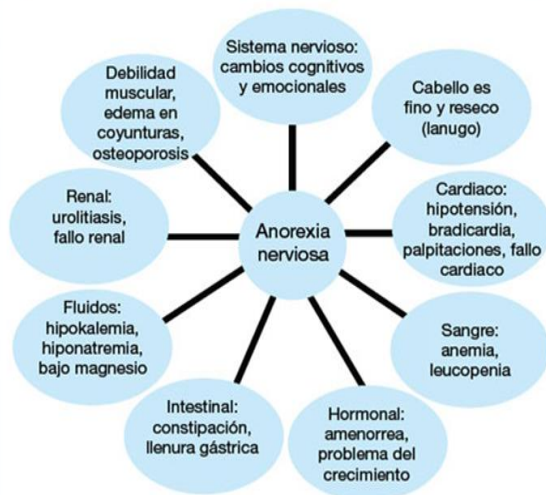 Sistema nervioso:
cambios cognitivos
y emocionales
Cabello es
fino y reseco
(lanugo)
Cardiaco:
hipotensión,
bradicardia,
palpitaciones, fallo
cardiaco
Sangre:
anemia,
leucopenia
Hormonal:
amenorrea,
problema del
crecimiento
Intestinal:
constipación,
llenura gástrica
Fluidos:
hipokalemia,
hiponatremia,
bajo magnesio
Renal:
urolitiasis,
fallo renal
Debilidad
muscular,
edema en
coyunturas,
osteoporosis
Anorexia
nerviosa